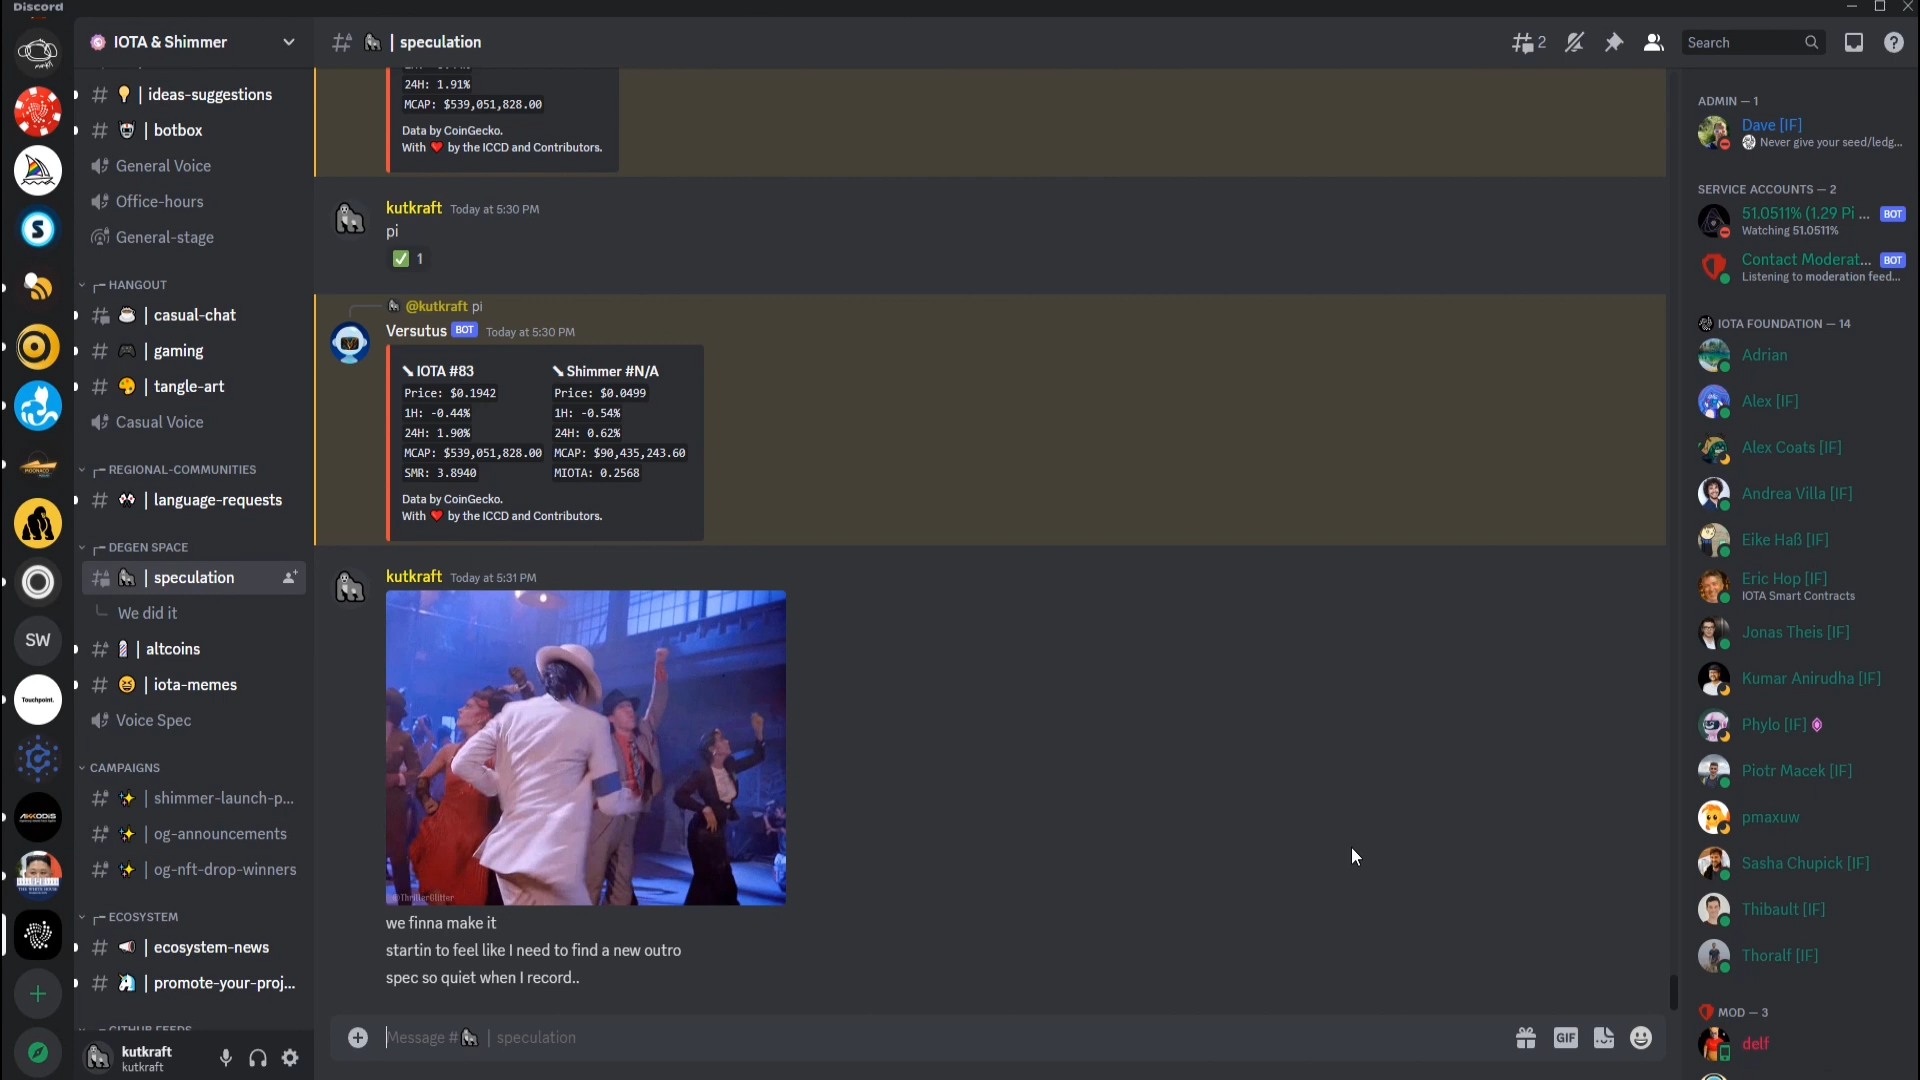 Discord
IOTA & Shimmer
ideas-suggestions
botbox
General Voice
Office-hours
General-stage
HANGOUT
casual-chat
gaming
tangle-art
Casual Voice
REGIONAL-COMMUNITIES
language-requests
DEGEN SPACE
speculation
We did it
altcoins
iota-memes
Voice Spec
CAMPAIGNS
shimmer-launch-p...
og-announcements
og-nft-drop-winners
ECOSYSTEM
ecosystem-news
promote-your-proj...
GITHUB FEEDS
kutkraft
kutkraft
S
SW
Touchpoint.
AKKODIS
| speculation
2
Search
24H: 1.91%
MCAP: $539,051,828.00
Data by CoinGecko.
With ❤ by the ICCD and Contributors.
kutkraft Today at 5:30 PM
pi
1
@kutkraft pi
Versutus BOT Today at 5:30 PM
IOTA #83
Price: $0.1942
1H: -0.44%
24H: 1.90%
MCAP: $539,051,828.00
SMR: 3.8940
Shimmer #N/A
Price: $0.0499
1H: -0.54%
24H: 0.62%
MCAP: $90,435,243.60
MIOTA: 0.2568
Data by CoinGecko.
With ❤ by the ICCD and Contributors.
kutkraft Today at 5:31 PM
@ThrillerGlitter
we finna make it
startin to feel like I need to find a new outro
spec so quiet when I record..
Message # | speculation
GIF
ADMIN — 1
Dave [IF]
Never give your seed/ledg...
SERVICE ACCOUNTS — 2
51.0511% (1.29 Pi ... BOT
Watching 51.0511%
Contact Moderat... BOT
Listening to moderation feed...
IOTA FOUNDATION — 14
Adrian
Alex [IF]
Alex Coats [IF]
Andrea Villa [IF]
Eike Haß [IF]
Eric Hop [IF]
IOTA Smart Contracts
Jonas Theis [IF]
Kumar Anirudha [IF]
Phylo [IF]
Piotr Macek [IF]
pmaxuw
Sasha Chupick [IF]
Thibault [IF]
Thoralf [IF]
MOD — 3
delf